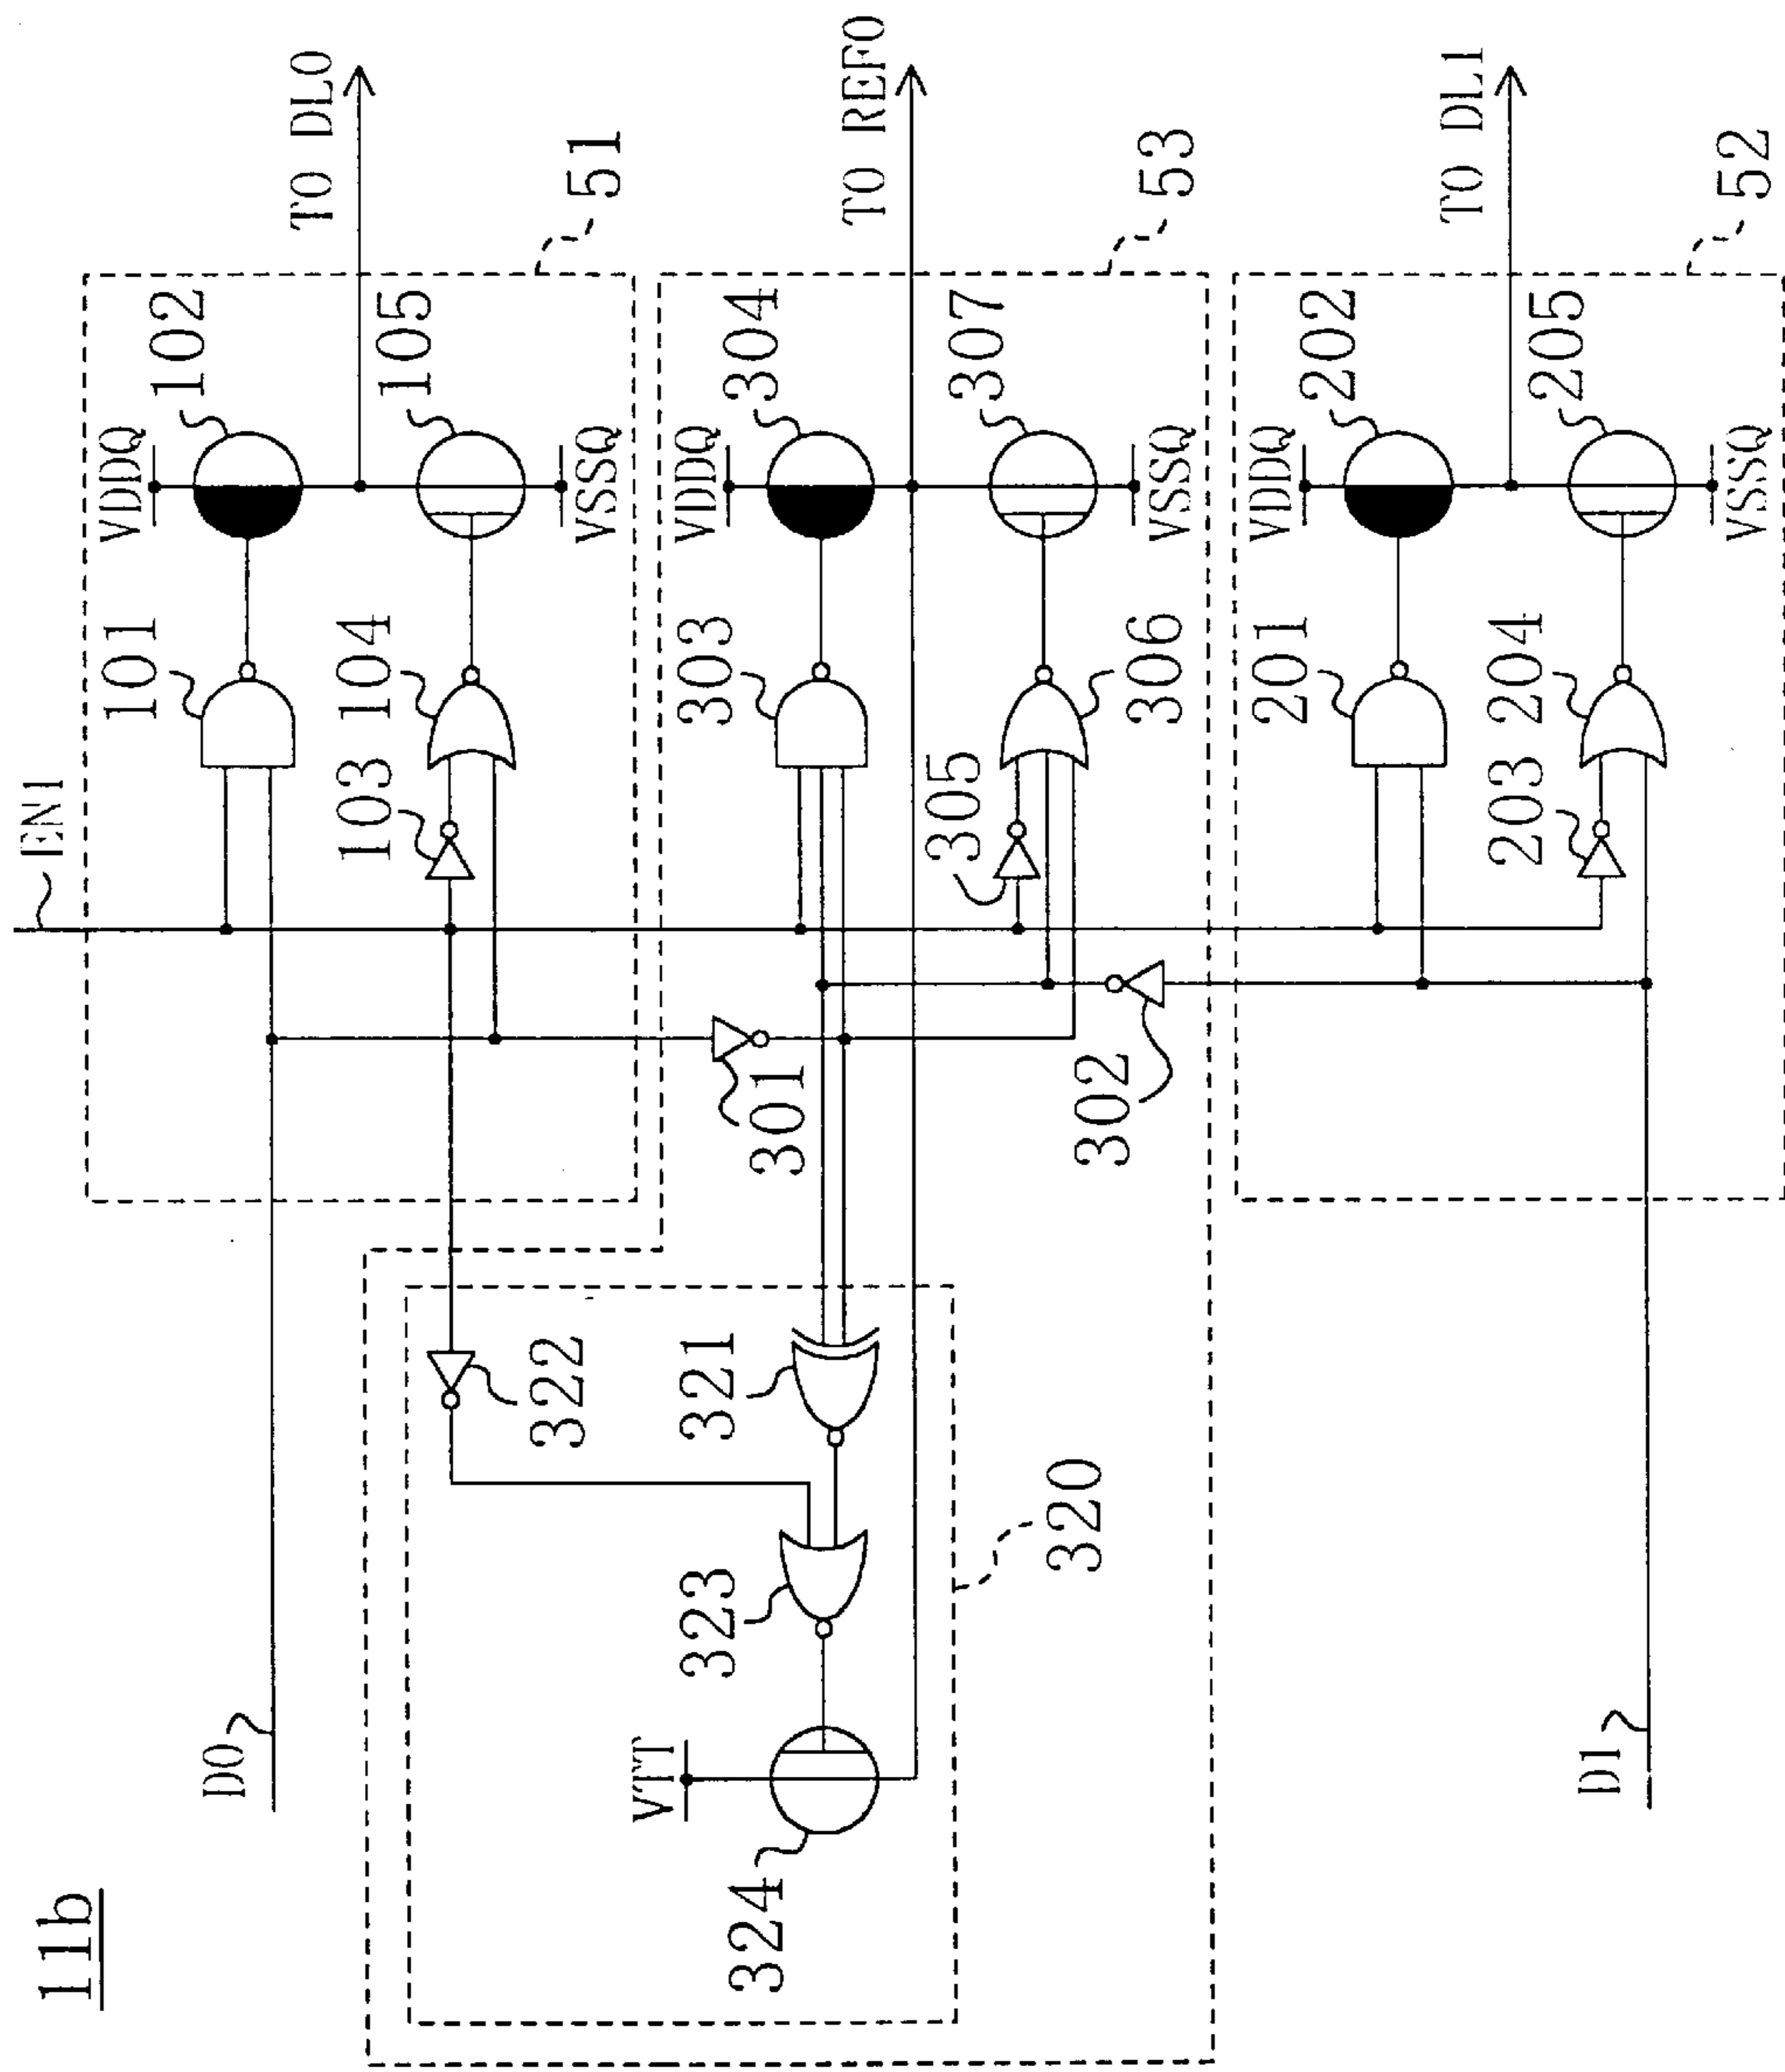 11b
EN1
D0
VDDQ
101
102
TO DL0
103
104
105
VSSQ
51
322
VTT
324
323
321
320
301
VDDQ
303
304
TO REF0
305
306
307
VSSQ
53
302
VDDQ
201
202
TO DL1
203
204
205
VSSQ
52
D1